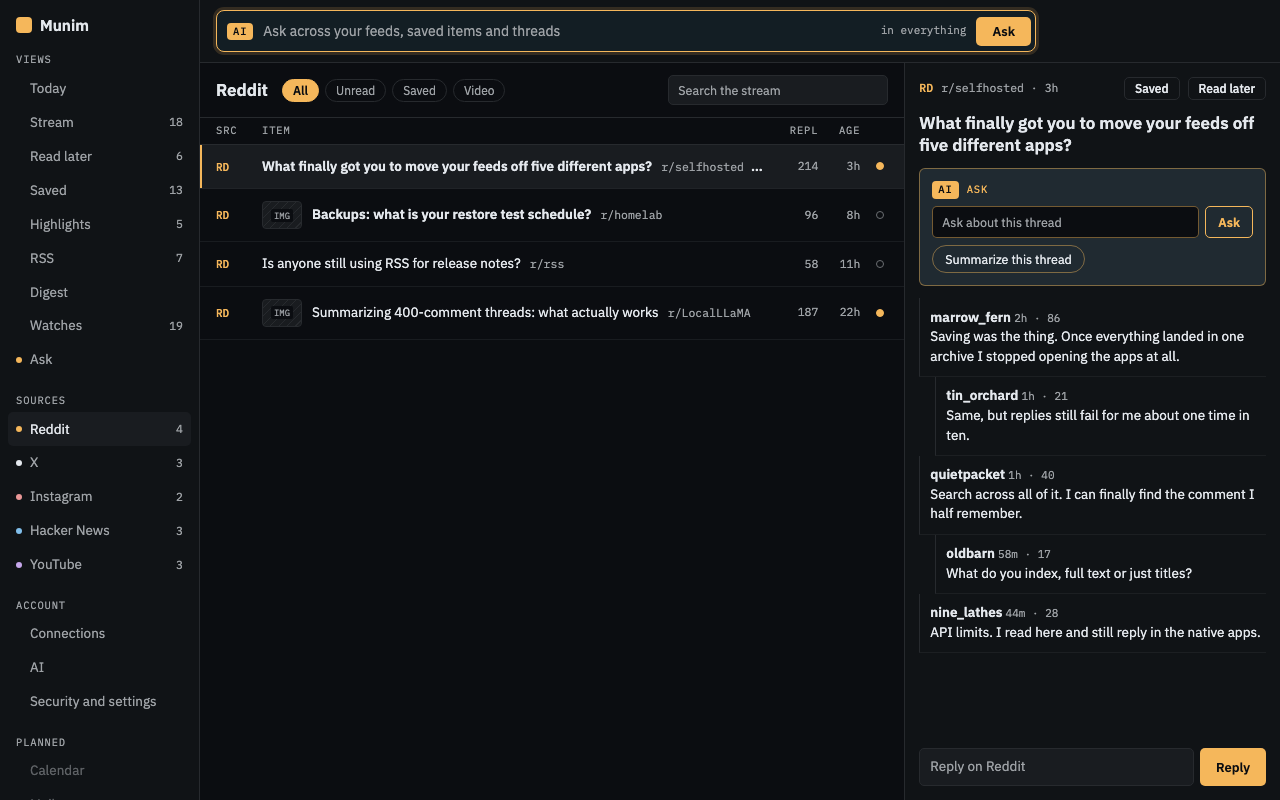 Munim
VIEWS
Today
Stream 18
Read later 6
Saved 13
Highlights 5
RSS 7
Digest
Watches 19
Ask
SOURCES
Reddit 4
X 3
Instagram 2
Hacker News 3
YouTube 3
ACCOUNT
Connections
AI
Security and settings
PLANNED
Calendar
AI Ask across your feeds, saved items and threads in everything Ask
Reddit All Unread Saved Video Search the stream
SRC ITEM REPL AGE
RD What finally got you to move your feeds off five different apps? r/selfhosted ... 214 3h
RD IMG Backups: what is your restore test schedule? r/homelab 96 8h
RD Is anyone still using RSS for release notes? r/rss 58 11h
RD IMG Summarizing 400-comment threads: what actually works r/LocalLLaMA 187 22h
RD r/selfhosted · 3h Saved Read later
What finally got you to move your feeds off
five different apps?
AI ASK
Ask about this thread Ask
Summarize this thread
marrow_fern 2h · 86
Saving was the thing. Once everything landed in one
archive I stopped opening the apps at all.
tin_orchard 1h · 21
Same, but replies still fail for me about one time in
ten.
quietpacket 1h · 40
Search across all of it. I can finally find the comment I
half remember.
oldbarn 58m · 17
What do you index, full text or just titles?
nine_lathes 44m · 28
API limits. I read here and still reply in the native apps.
Reply on Reddit Reply